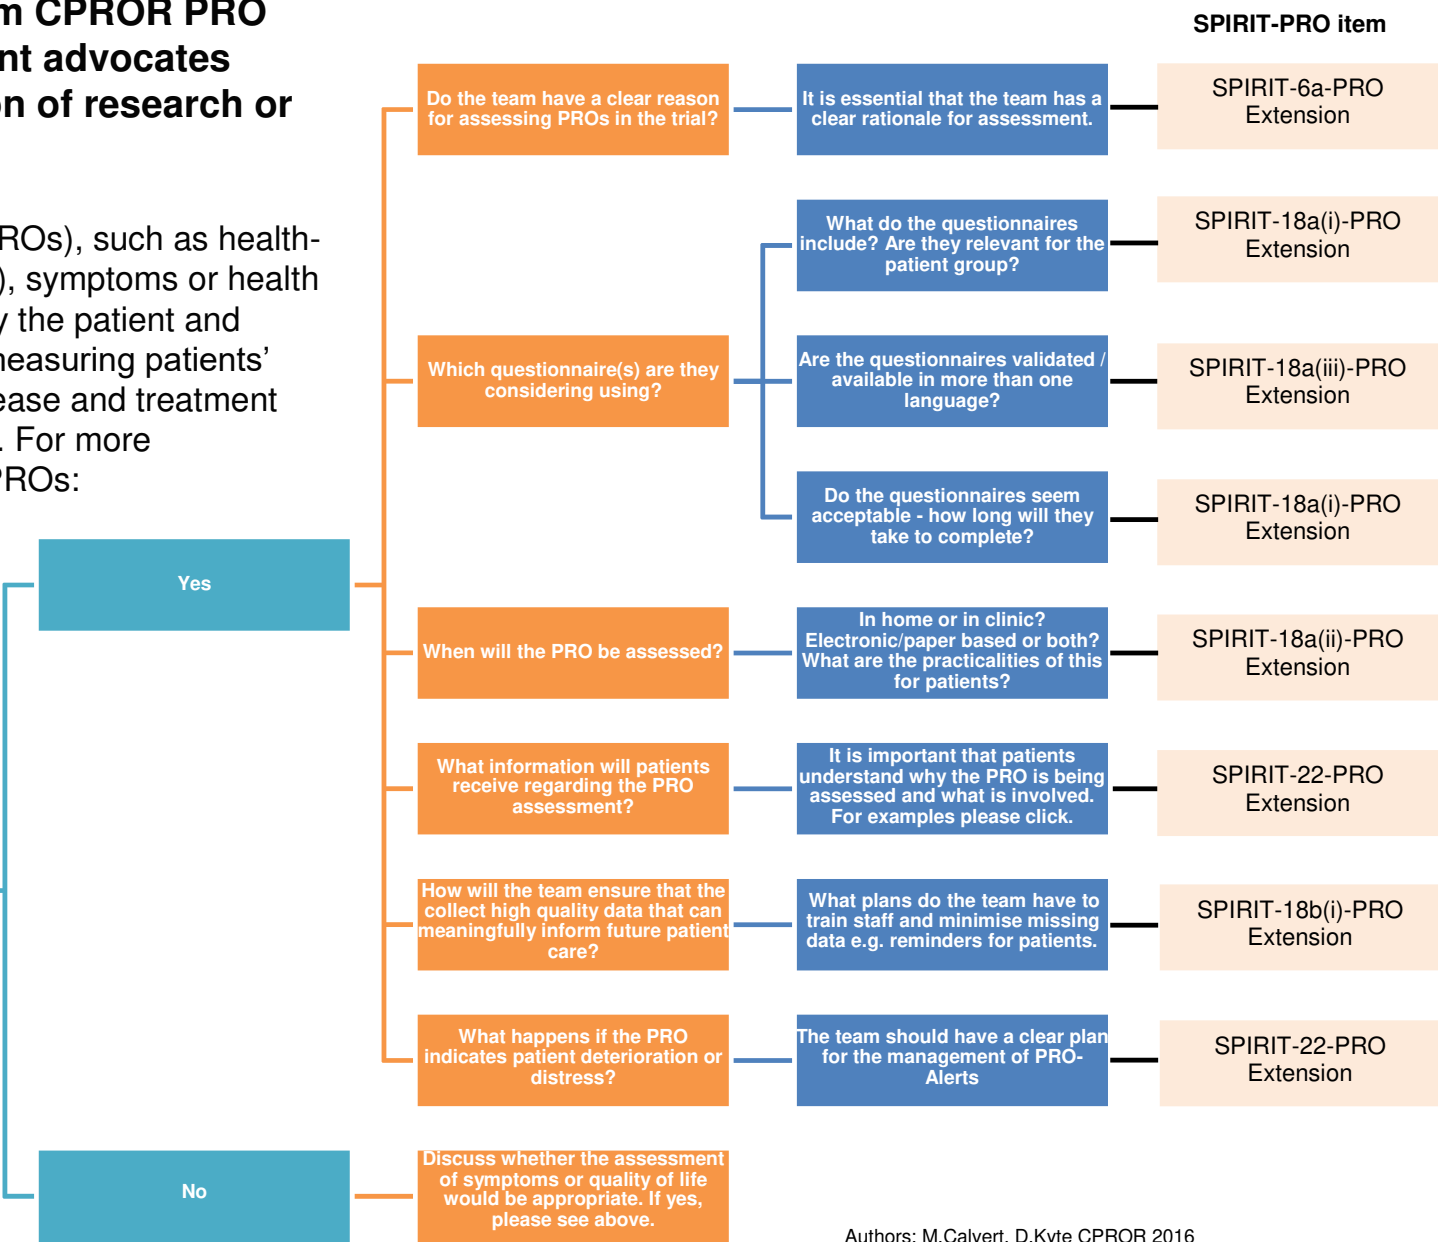 m CPROR PRO
nt advocates
on of research or
PROs), such as health-
), symptoms or health
y the patient and
measuring patients'
ease and treatment
. For more
PROs:
SPIRIT-PRO item
Yes
Do the team have a clear reason
for assessing PROs in the trial?
It is essential that the team has a
clear rationale for assessment.
SPIRIT-6a-PRO
Extension
Which questionnaire(s) are they
considering using?
What do the questionnaires
include? Are they relevant for the
patient group?
SPIRIT-18a(i)-PRO
Extension
Are the questionnaires validated /
available in more than one
language?
SPIRIT-18a(iii)-PRO
Extension
Do the questionnaires seem
acceptable - how long will they
take to complete?
SPIRIT-18a(i)-PRO
Extension
When will the PRO be assessed?
In home or in clinic?
Electronic/paper based or both?
What are the practicalities of this
for patients?
SPIRIT-18a(ii)-PRO
Extension
What information will patients
receive regarding the PRO
assessment?
It is important that patients
understand why the PRO is being
assessed and what is involved.
For examples please click.
SPIRIT-22-PRO
Extension
How will the team ensure that the
collect high quality data that can
meaningfully inform future patient
care?
What plans do the team have to
train staff and minimise missing
data e.g. reminders for patients.
SPIRIT-18b(i)-PRO
Extension
What happens if the PRO
indicates patient deterioration or
distress?
The team should have a clear plan
for the management of PRO-
Alerts
SPIRIT-22-PRO
Extension
No
Discuss whether the assessment
of symptoms or quality of life
would be appropriate. If yes,
please see above.
Authors: M.Calvert, D.Kyte CPROR 2016